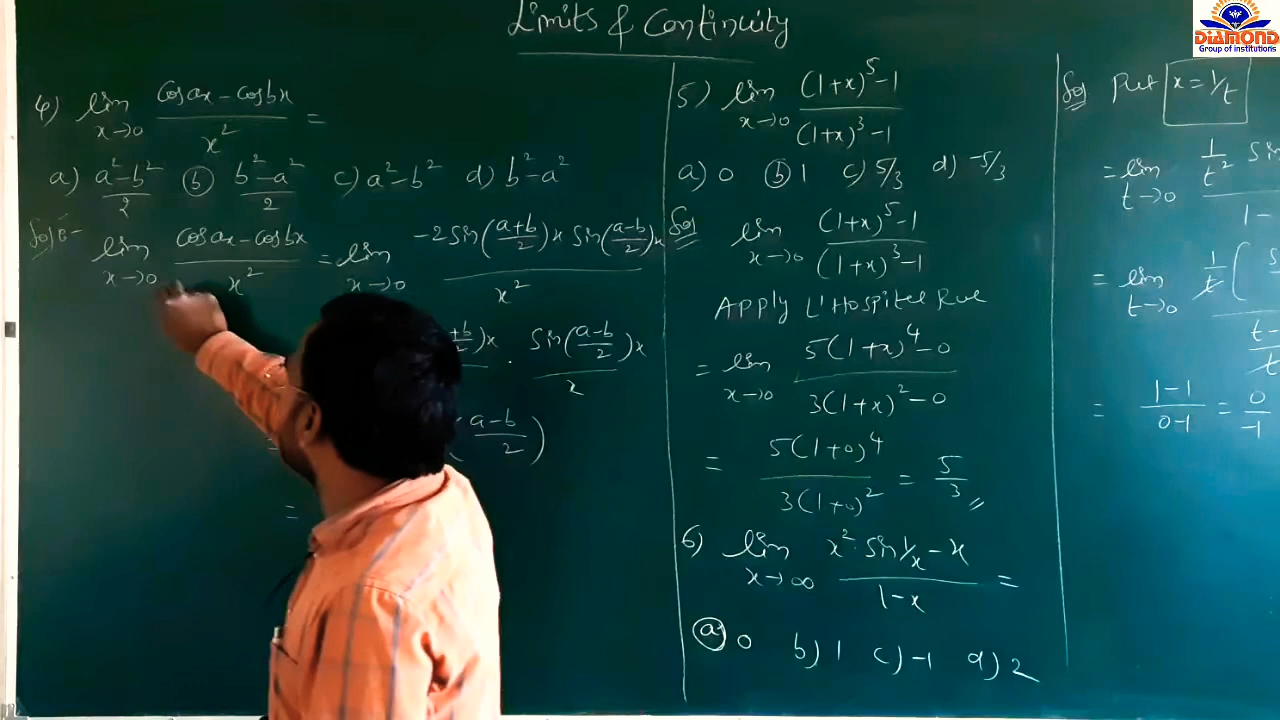 Limits & Continuity
DIAMOND
Group of institutions
4) lim x→0 (cos ax – cos bx)/x² =
a) (a²–b²)/2 (b) (b²–a²)/2 c) a²–b² d) b²–a²
Sol:- lim x→0 (cos ax – cos bx)/x² = lim x→0 (–2 sin((a+b)/2)x sin((a–b)/2)x)/x²
+b/2)x . (sin((a–b)/2)x)/x
(a–b)/2)
=
5) lim x→0 ((1+x)⁵–1)/((1+x)³–1)
a) 0 (b) 1 c) 5/3 d) –5/3
Sol lim x→0 ((1+x)⁵–1)/((1+x)³–1)
Apply L'Hospital Rule
= lim x→0 (5(1+x)⁴–0)/(3(1+x)²–0)
= (5(1+0)⁴)/(3(1+0)²) = 5/3
6) lim x→∞ (x² sin 1/x – x)/(1–x) =
(a) 0 b) 1 c) –1 d) 2
Sol Put x = 1/t
= lim t→0 1/t² Sin
1–
= lim t→0 1/t (
t–
t
= (1–1)/(0–1) = 0/–1